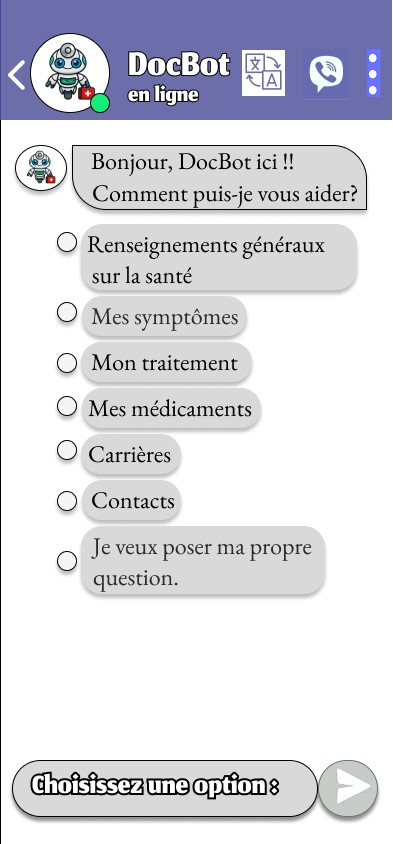 DocBot
en ligne
Bonjour, DocBot ici !!
Comment puis-je vous aider?
Renseignements généraux
sur la santé
Mes symptômes
Mon traitement
Mes médicaments
Carrières
Contacts
Je veux poser ma propre
question.
Choisissez une option :